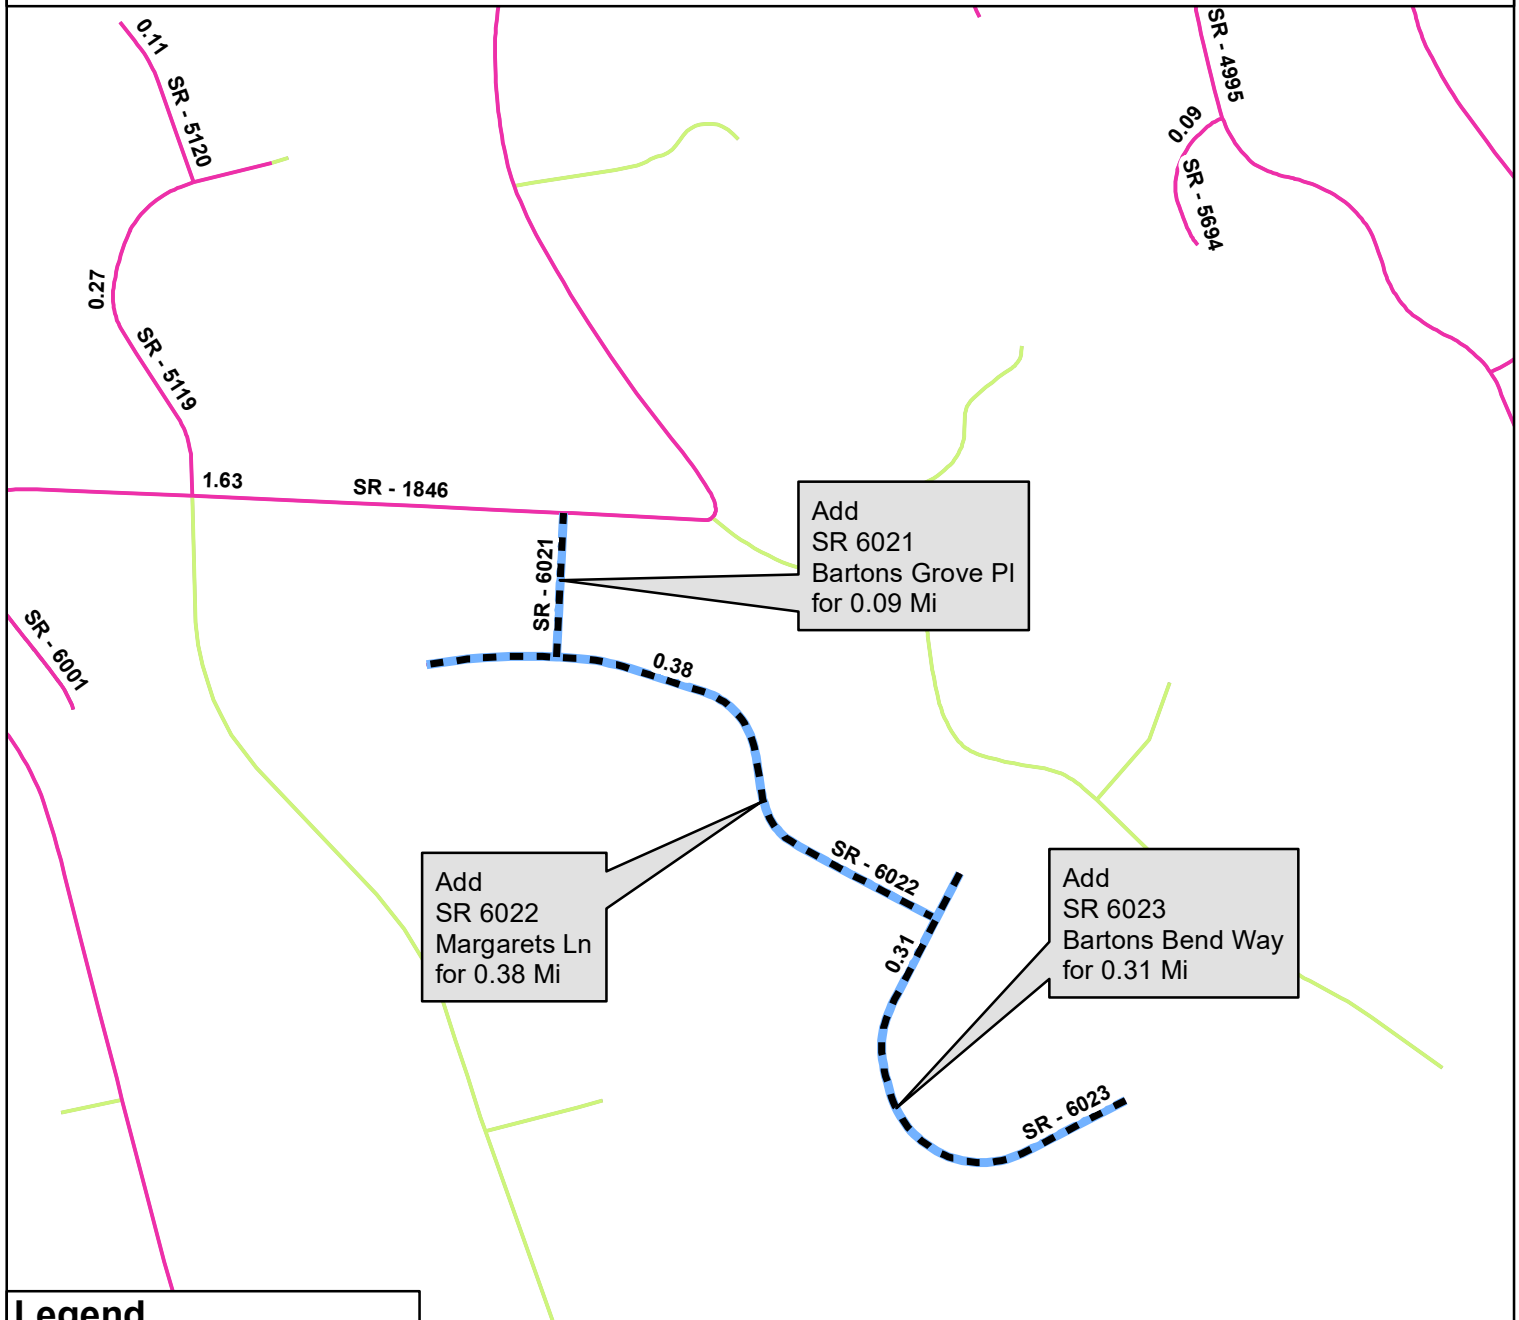 0.11
SR - 5120
SR - 4995
0.09
SR - 5694
0.27
SR - 5119
1.63
SR - 1846
Add
SR 6021
Bartons Grove Pl
for 0.09 Mi
SR - 6021
SR - 6001
0.38
Add
SR 6022
Margarets Ln
for 0.38 Mi
SR - 6022
0.31
Add
SR 6023
Bartons Bend Way
for 0.31 Mi
SR - 6023
Legend